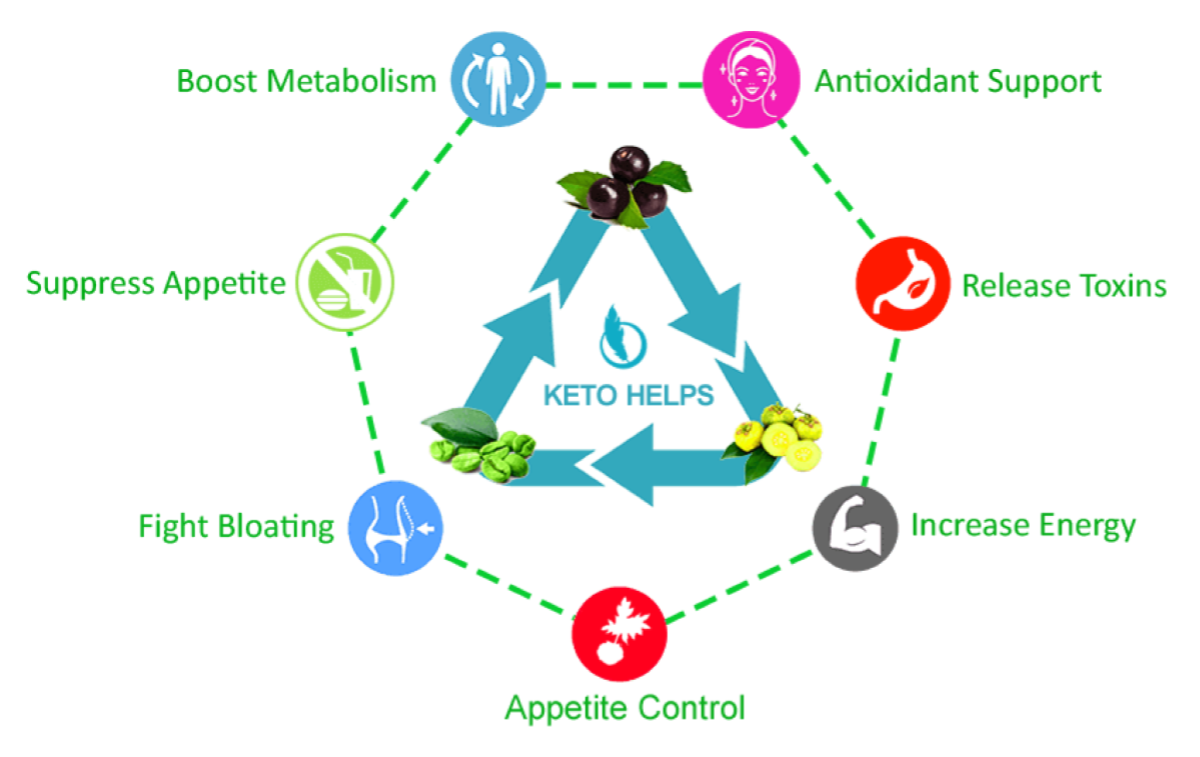 Boost Metabolism
Antioxidant Support
Suppress Appetite
Release Toxins
KETO HELPS
Fight Bloating
Increase Energy
Appetite Control